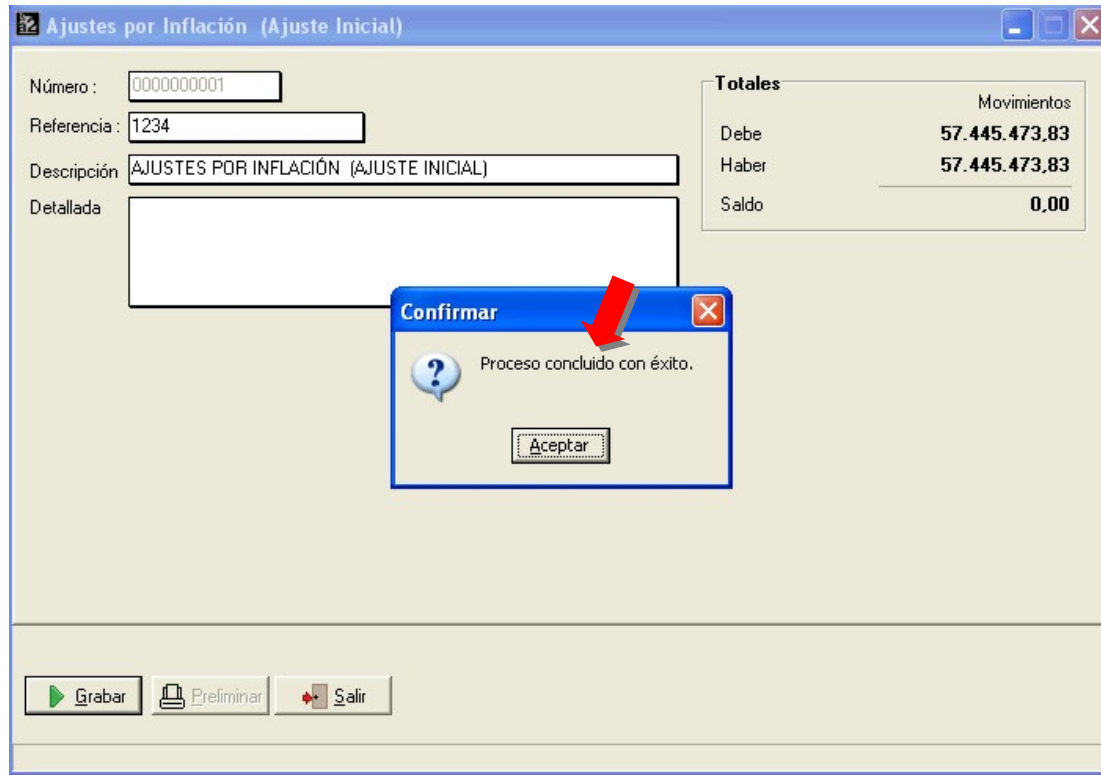 Ajustes por Inflación (Ajuste Inicial)
Número : 0000000001
Referencia : 1234
Descripción AJUSTES POR INFLACIÓN (AJUSTE INICIAL)
Detallada
Totales
Movimientos
Debe 57.445.473,83
Haber 57.445.473,83
Saldo 0,00
Confirmar
Proceso concluido con éxito.
Aceptar
Grabar Preliminar Salir